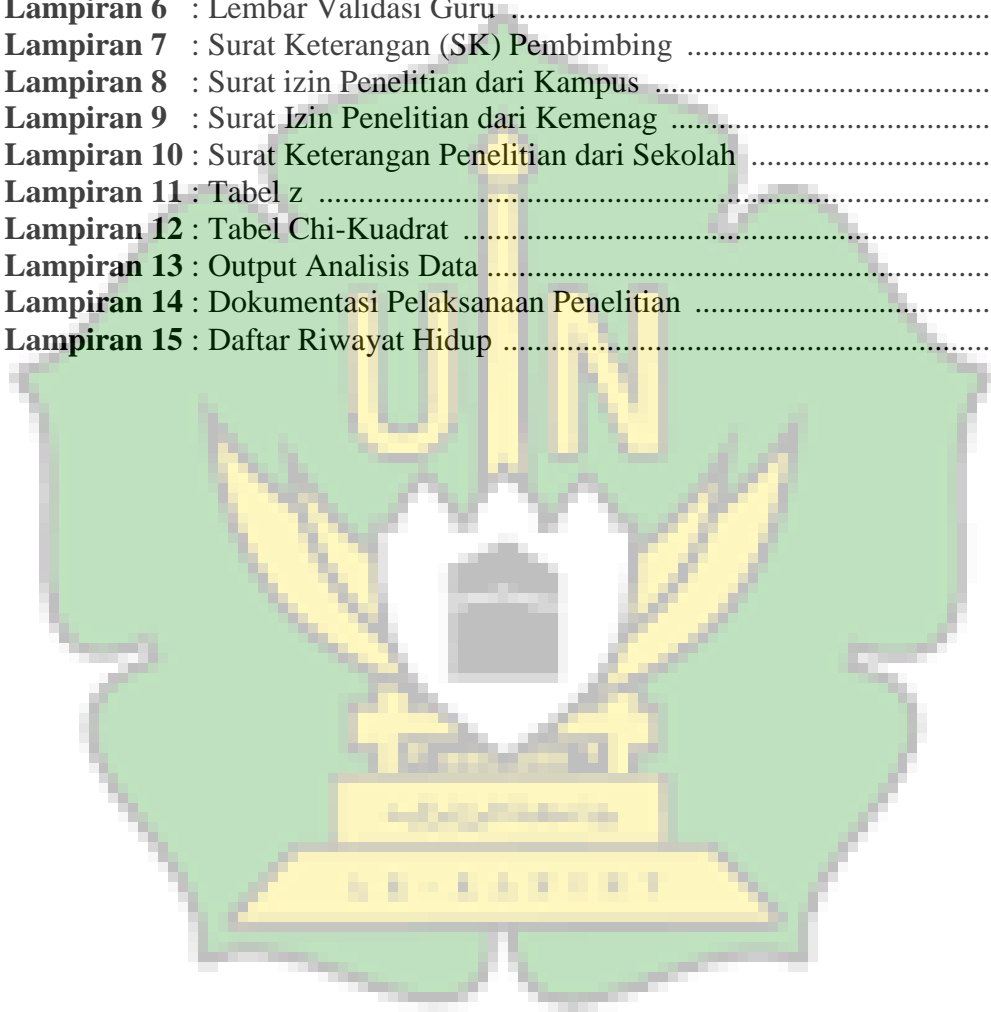 Lampiran 6 : Lembar Validasi Guru ..........................................................
Lampiran 7 : Surat Keterangan (SK) Pembimbing ....................................
Lampiran 8 : Surat izin Penelitian dari Kampus ........................................
Lampiran 9 : Surat Izin Penelitian dari Kemenag ......................................
Lampiran 10 : Surat Keterangan Penelitian dari Sekolah ............................
Lampiran 11 : Tabel z .................................................................................
Lampiran 12 : Tabel Chi-Kuadrat ...............................................................
Lampiran 13 : Output Analisis Data ............................................................
Lampiran 14 : Dokumentasi Pelaksanaan Penelitian ...................................
Lampiran 15 : Daftar Riwayat Hidup ..........................................................
UIN